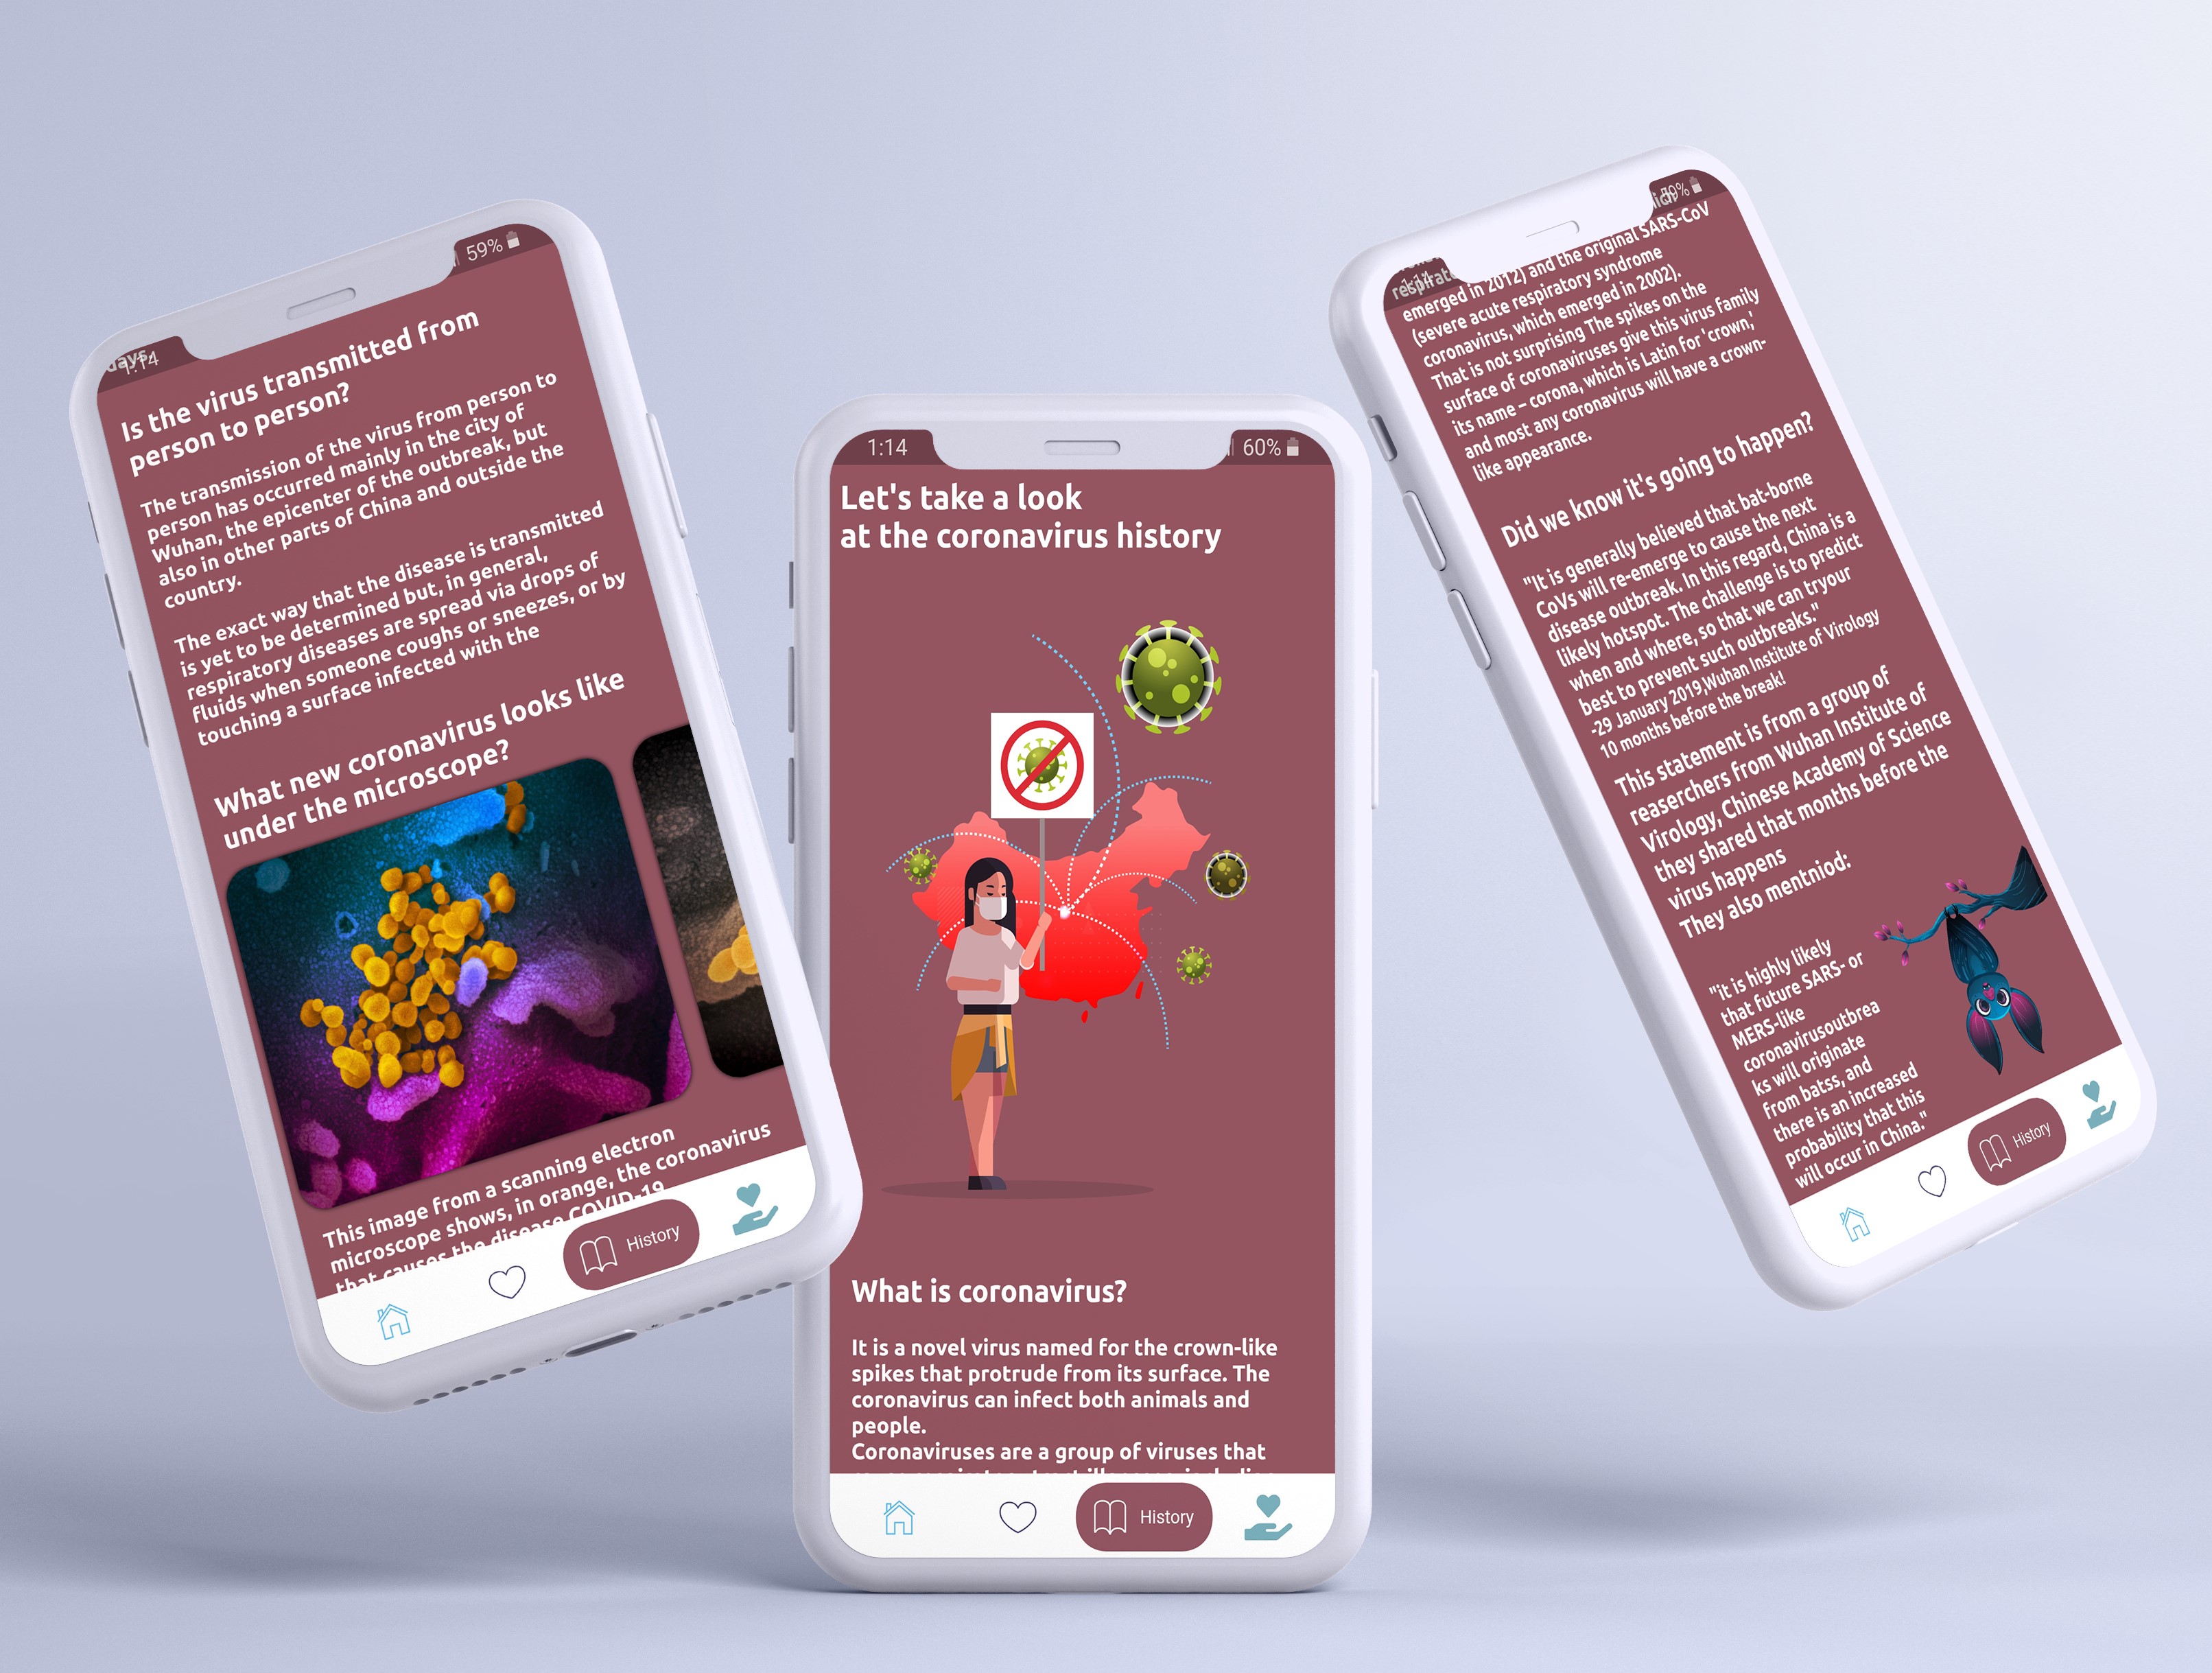 days
1:14
59%
Is the virus transmitted from
person to person?
The transmission of the virus from person to
person has occurred mainly in the city of
Wuhan, the epicenter of the outbreak, but
also in other parts of China and outside the
country.
The exact way that the disease is transmitted
is yet to be determined but, in general,
respiratory diseases are spread via drops of
fluids when someone coughs or sneezes, or by
touching a surface infected with the
What new coronavirus looks like
under the microscope?
This image from a scanning electron
microscope shows, in orange, the coronavirus
that causes the disease COVID-19
History
1:14
60%
Let's take a look
at the coronavirus history
What is coronavirus?
It is a novel virus named for the crown-like
spikes that protrude from its surface. The
coronavirus can infect both animals and
people.
Coronaviruses are a group of viruses that
History
1:14
59%
emerged in 2012) and the original SARS-CoV
(severe acute respiratory syndrome
coronavirus, which emerged in 2002).
That is not surprising The spikes on the
surface of coronaviruses give this virus family
its name – corona, which is Latin for 'crown,'
and most any coronavirus will have a crown-
like appearance.
Did we know it's going to happen?
"It is generally believed that bat-borne
CoVs will re-emerge to cause the next
disease outbreak. In this regard, China is a
likely hotspot. The challenge is to predict
when and where, so that we can tryour
best to prevent such outbreaks."
-29 January 2019,Wuhan Institute of Virology
10 months before the break!
This statement is from a group of
reaserchers from Wuhan Institute of
Virology, Chinese Academy of Science
they shared that months before the
virus happens
They also mentniod:
"it is highly likely
that future SARS- or
MERS-like
coronavirusoutbrea
ks will originate
from batss, and
there is an increased
probability that this
will occur in China."
History